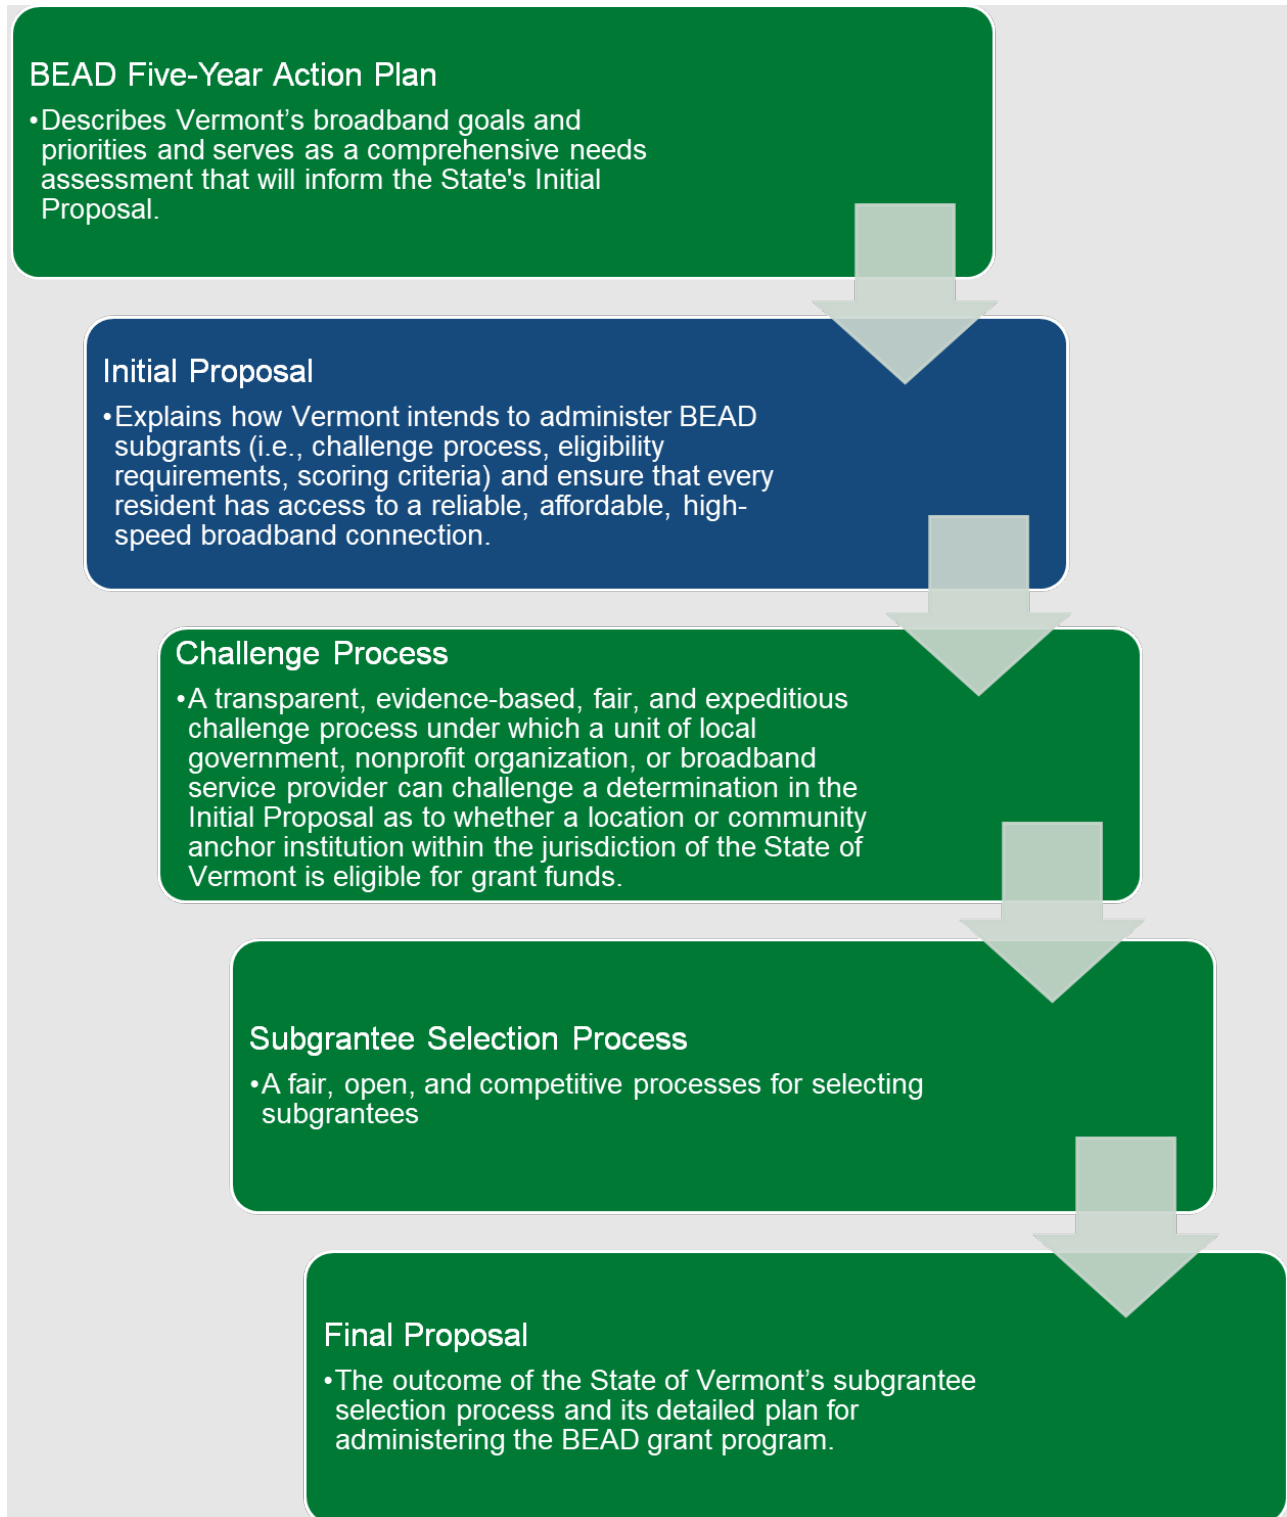 BEAD Five-Year Action Plan
•Describes Vermont’s broadband goals and
priorities and serves as a comprehensive needs
assessment that will inform the State's Initial
Proposal.
Initial Proposal
•Explains how Vermont intends to administer BEAD
subgrants (i.e., challenge process, eligibility
requirements, scoring criteria) and ensure that every
resident has access to a reliable, affordable, high-
speed broadband connection.
Challenge Process
•A transparent, evidence-based, fair, and expeditious
challenge process under which a unit of local
government, nonprofit organization, or broadband
service provider can challenge a determination in the
Initial Proposal as to whether a location or community
anchor institution within the jurisdiction of the State of
Vermont is eligible for grant funds.
Subgrantee Selection Process
•A fair, open, and competitive processes for selecting
subgrantees
Final Proposal
•The outcome of the State of Vermont’s subgrantee
selection process and its detailed plan for
administering the BEAD grant program.